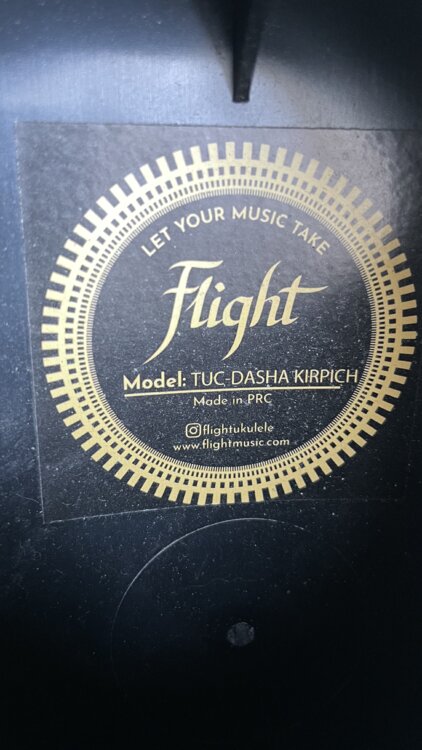 LET YOUR MUSIC TAKE
Flight
Model: TUC-DASHA KIRPICH
Made in PRC
flightukulele
www.flightmusic.com